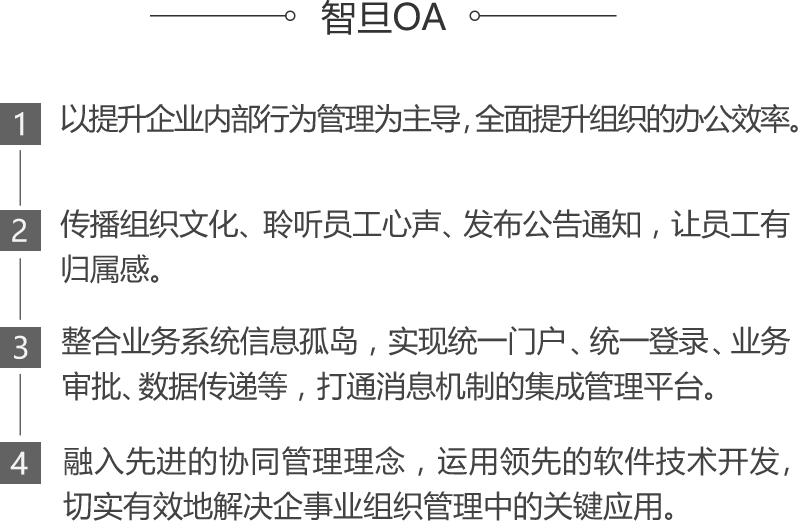 智旦OA
1 以提升企业内部行为管理为主导,全面提升组织的办公效率。
2 传播组织文化、聆听员工心声、发布公告通知，让员工有
归属感。
3 整合业务系统信息孤岛，实现统一门户、统一登录、业务
审批、数据传递等，打通消息机制的集成管理平台。
4 融入先进的协同管理理念，运用领先的软件技术开发，
切实有效地解决企事业组织管理中的关键应用。